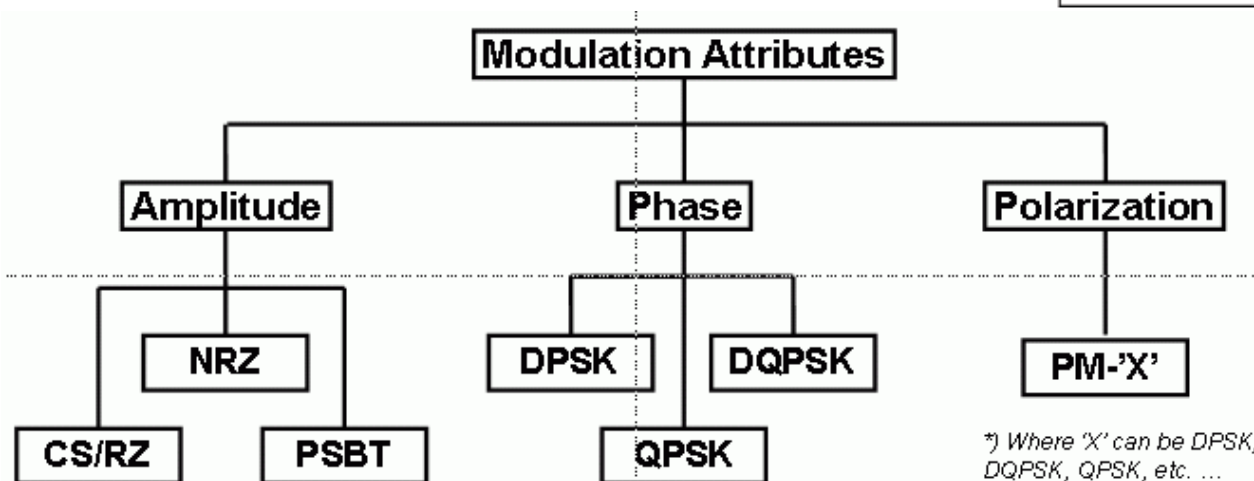 Modulation Attributes
Amplitude
Phase
Polarization
NRZ
DPSK
DQPSK
PM-'X'
CS/RZ
PSBT
QPSK
*) Where 'X' can be DPSK,
DQPSK, QPSK, etc. ...